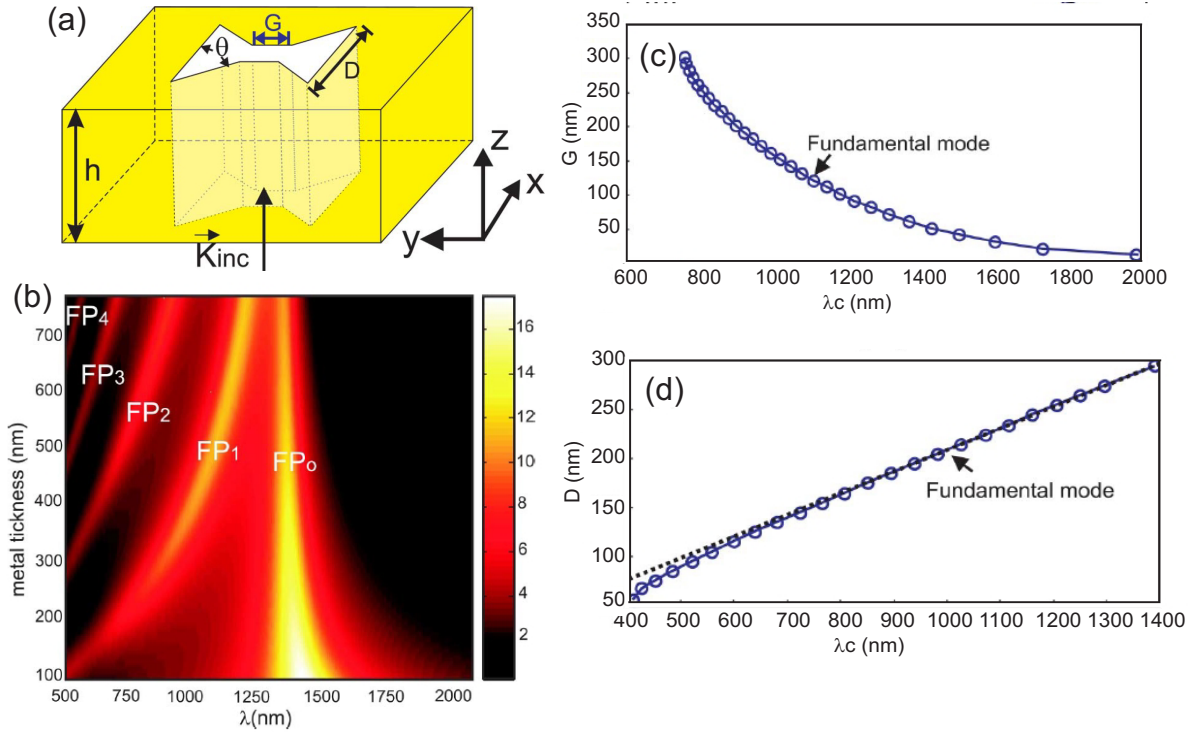 (a)
G
θ
D
h
z
x
y
Kinc
(b)
FP4
FP3
FP2
FP1
FPo
metal tickness (nm)
700
600
500
400
300
200
100
500 750 1000 1250 1500 1750 2000
λ(nm)
16
14
12
10
8
6
4
2
(c)
G (nm)
350
300
250
200
150
100
50
Fundamental mode
600 800 1000 1200 1400 1600 1800 2000
λc (nm)
(d)
D (nm)
300
250
200
150
100
50
Fundamental mode
400 500 600 700 800 900 1000 1100 1200 1300 1400
λc (nm)